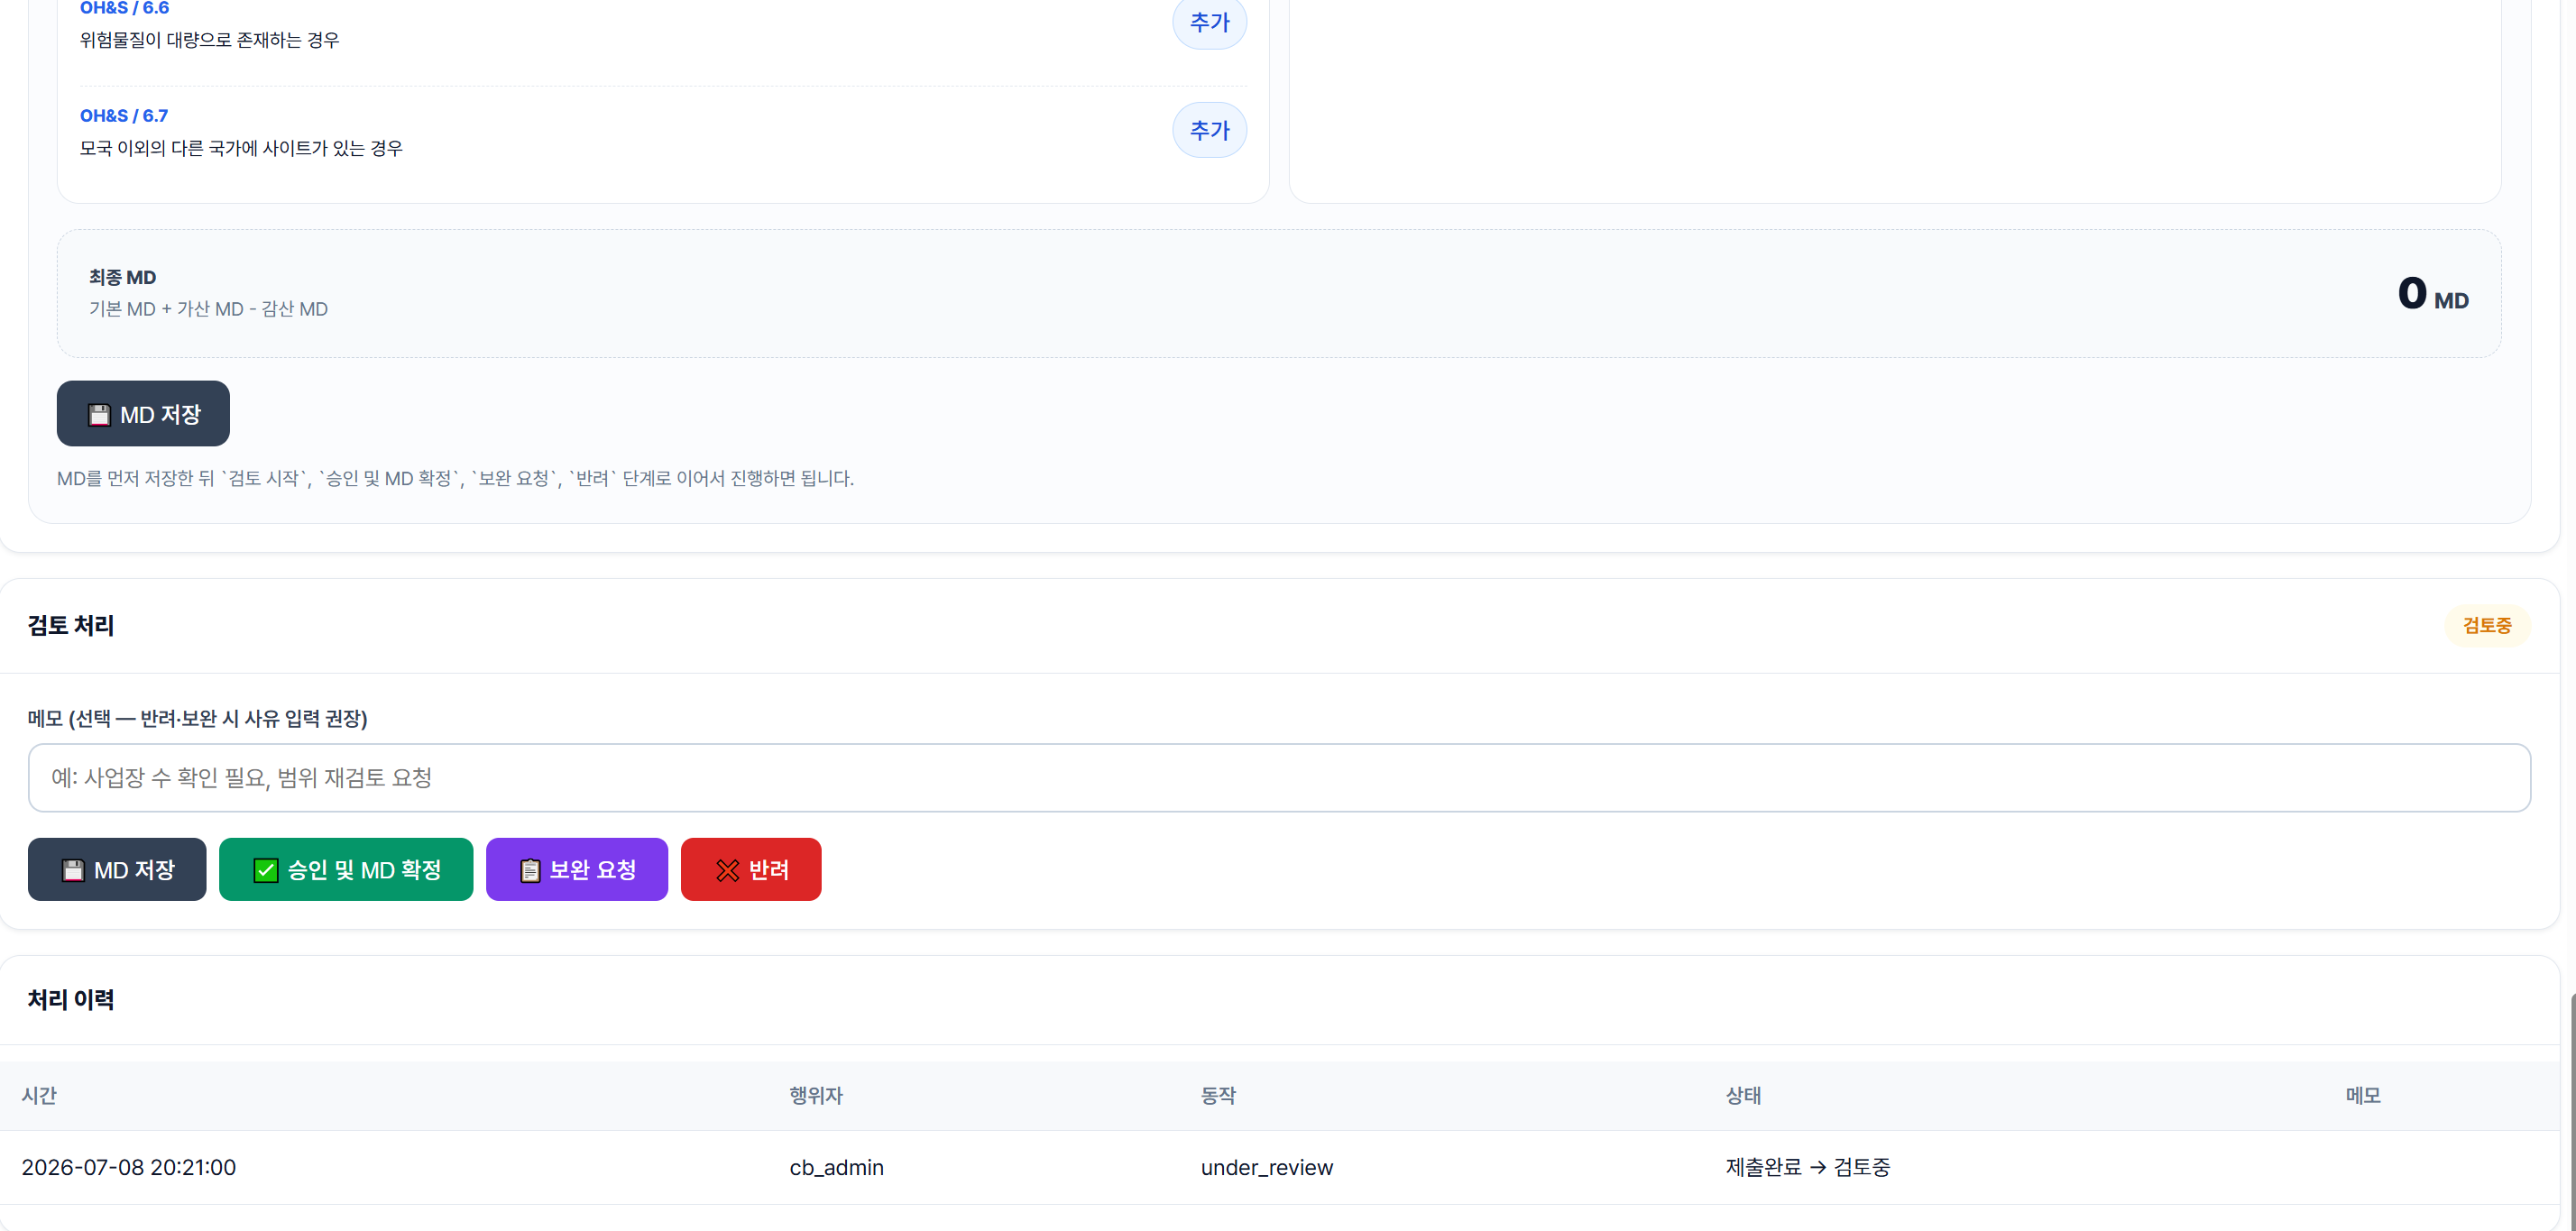 OH&S / 6.6
위험물질이 대량으로 존재하는 경우
추가
OH&S / 6.7
모국 이외의 다른 국가에 사이트가 있는 경우
추가
최종 MD
기본 MD + 가산 MD - 감산 MD
0 MD
MD 저장
MD를 먼저 저장한 뒤 `검토 시작`, `승인 및 MD 확정`, `보완 요청`, `반려` 단계로 이어서 진행하면 됩니다.
검토 처리
검토중
메모 (선택 — 반려·보완 시 사유 입력 권장)
예: 사업장 수 확인 필요, 범위 재검토 요청
MD 저장
승인 및 MD 확정
보완 요청
반려
처리 이력
시간 행위자 동작 상태 메모
2026-07-08 20:21:00 cb_admin under_review 제출완료 → 검토중